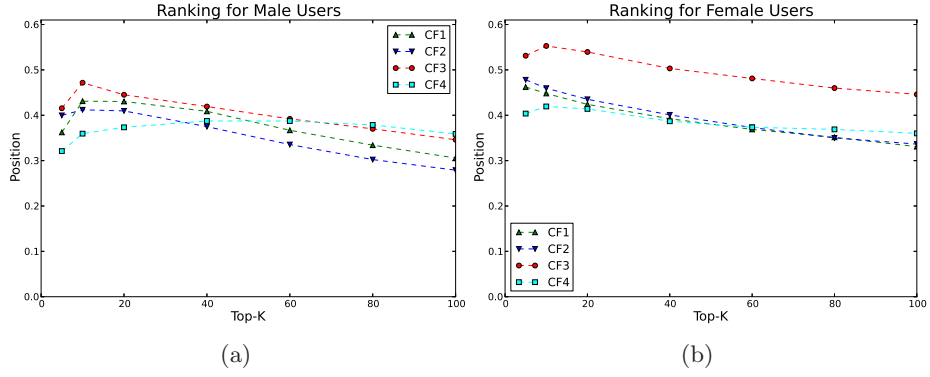 Ranking for Male Users
0.6
0.5
0.4
0.3
0.2
0.1
0.0
Position
CF1
CF2
CF3
CF4
0 20 40 60 80 100
Top-K
(a)
Ranking for Female Users
0.6
0.5
0.4
0.3
0.2
0.1
0.0
Position
CF1
CF2
CF3
CF4
0 20 40 60 80 100
Top-K
(b)